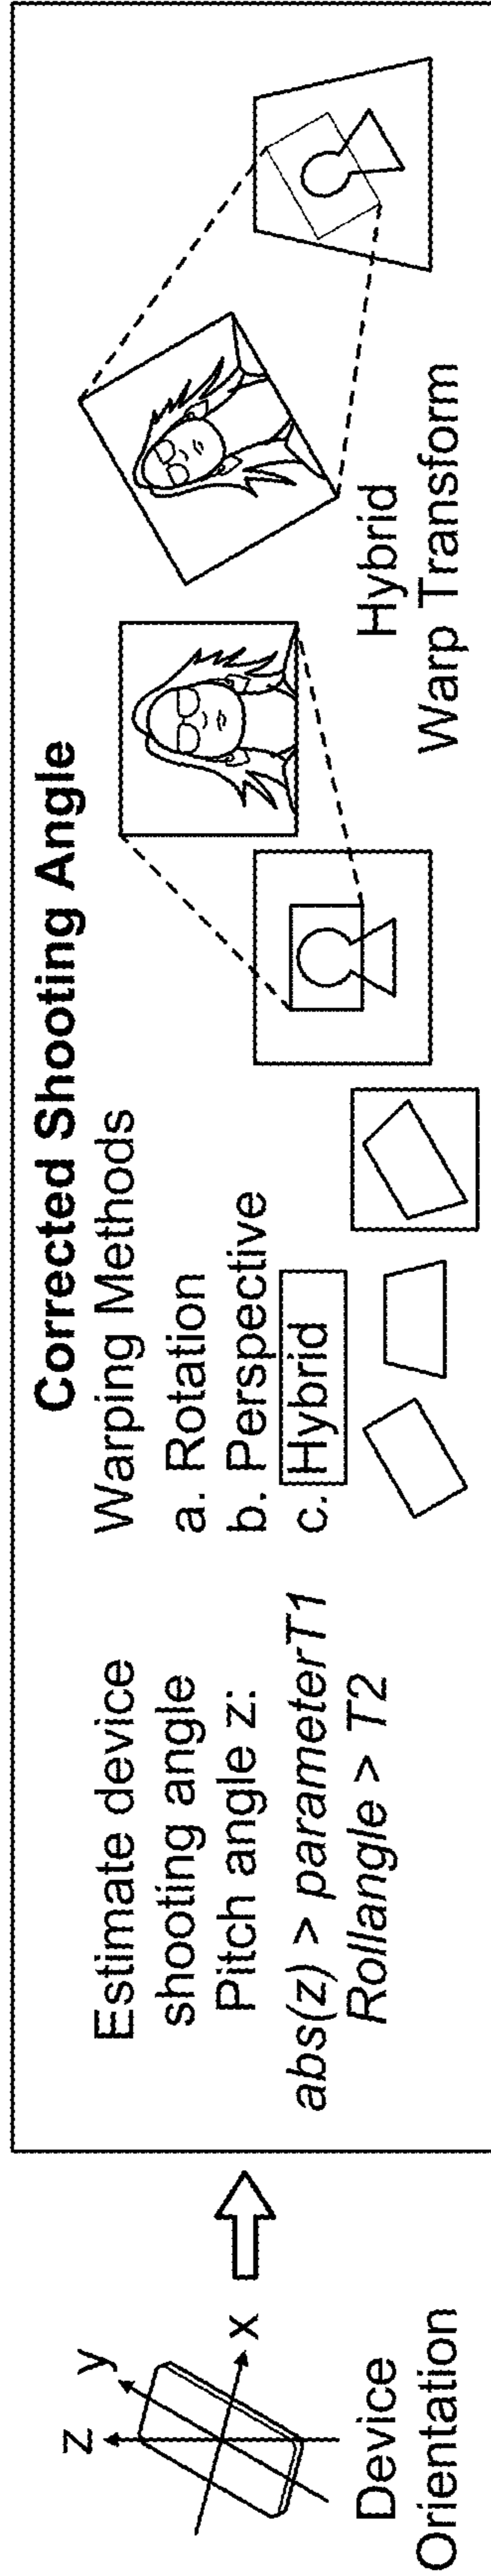 z
y
x
Device
Orientation
Corrected Shooting Angle
Estimate device
shooting angle
Pitch angle z:
abs(z) > parameterT1
Rollangle > T2
Warping Methods
a. Rotation
b. Perspective
c. Hybrid
Hybrid
Warp Transform